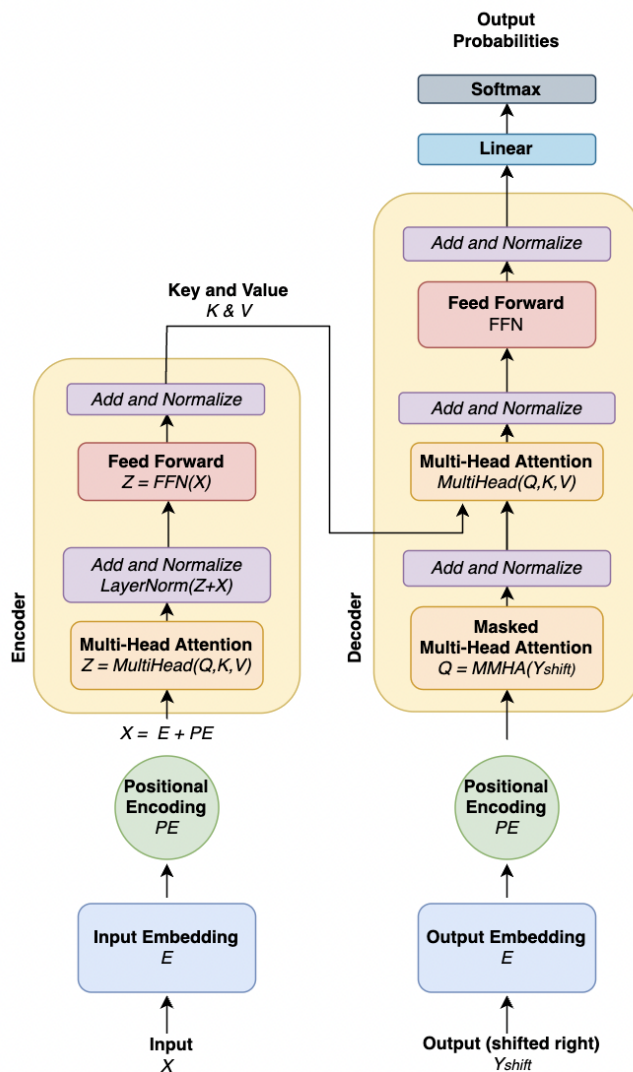 Output
Probabilities
Softmax
Linear
Add and Normalize
Feed Forward
FFN
Add and Normalize
Multi-Head Attention
MultiHead(Q,K,V)
Add and Normalize
Masked
Multi-Head Attention
Q = MMHA(Yshift)
Decoder
Positional
Encoding
PE
Output Embedding
E
Output (shifted right)
Yshift
Key and Value
K & V
Add and Normalize
Feed Forward
Z = FFN(X)
Add and Normalize
LayerNorm(Z+X)
Multi-Head Attention
Z = MultiHead(Q,K,V)
Encoder
X = E + PE
Positional
Encoding
PE
Input Embedding
E
Input
X